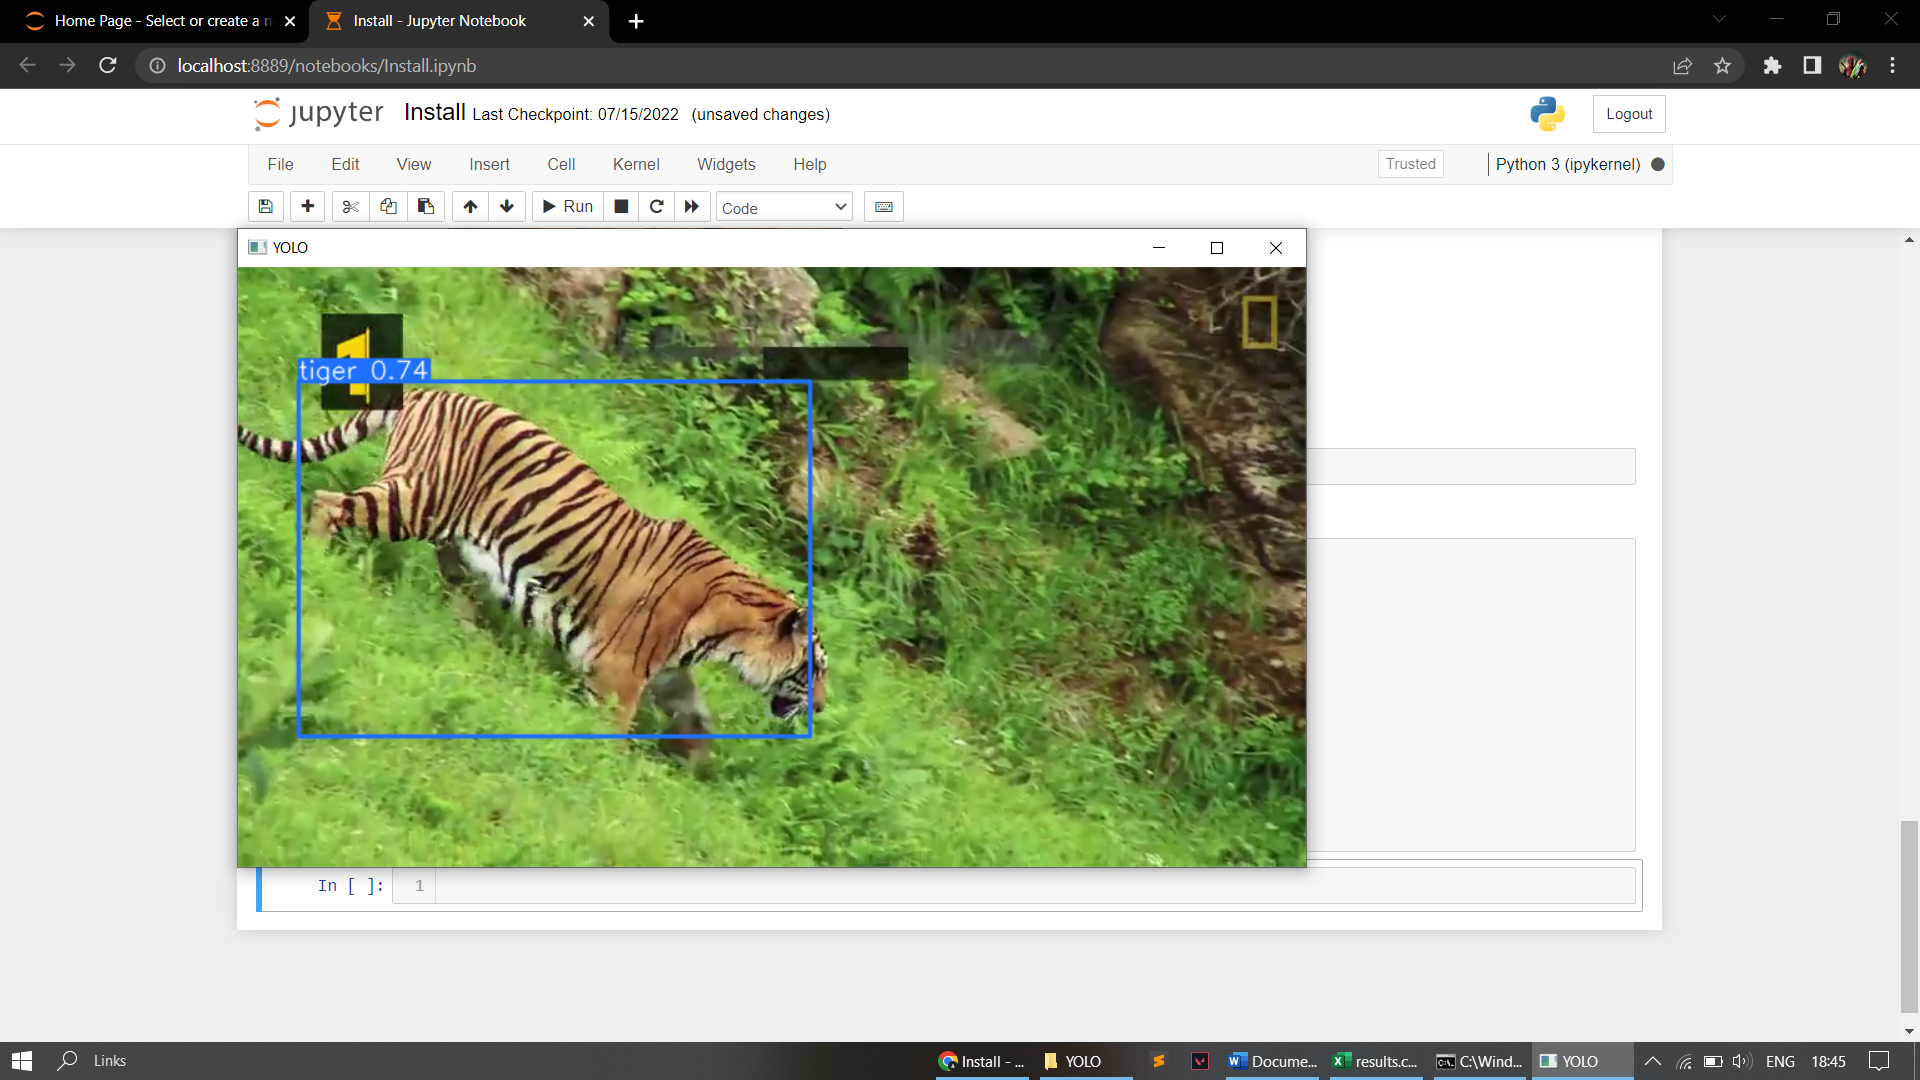 Home Page - Select or create a n
Install - Jupyter Notebook
localhost:8889/notebooks/Install.ipynb
jupyter Install Last Checkpoint: 07/15/2022 (unsaved changes)
Logout
File Edit View Insert Cell Kernel Widgets Help
Trusted
Python 3 (ipykernel)
Run
Code
YOLO
tiger 0.74
In [ ]: 1
Links
Install - ...
YOLO
Docume...
results.c...
C:\Wind...
YOLO
ENG
18:45